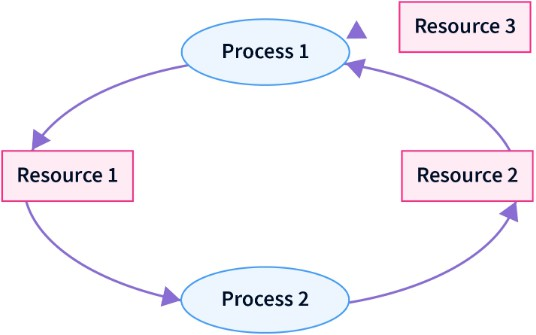 Resource 3
Process 1
Resource 1
Resource 2
Process 2